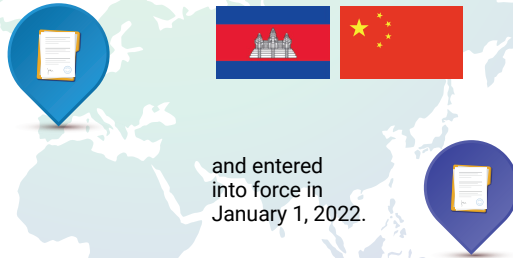 and entered
into force in
January 1, 2022.